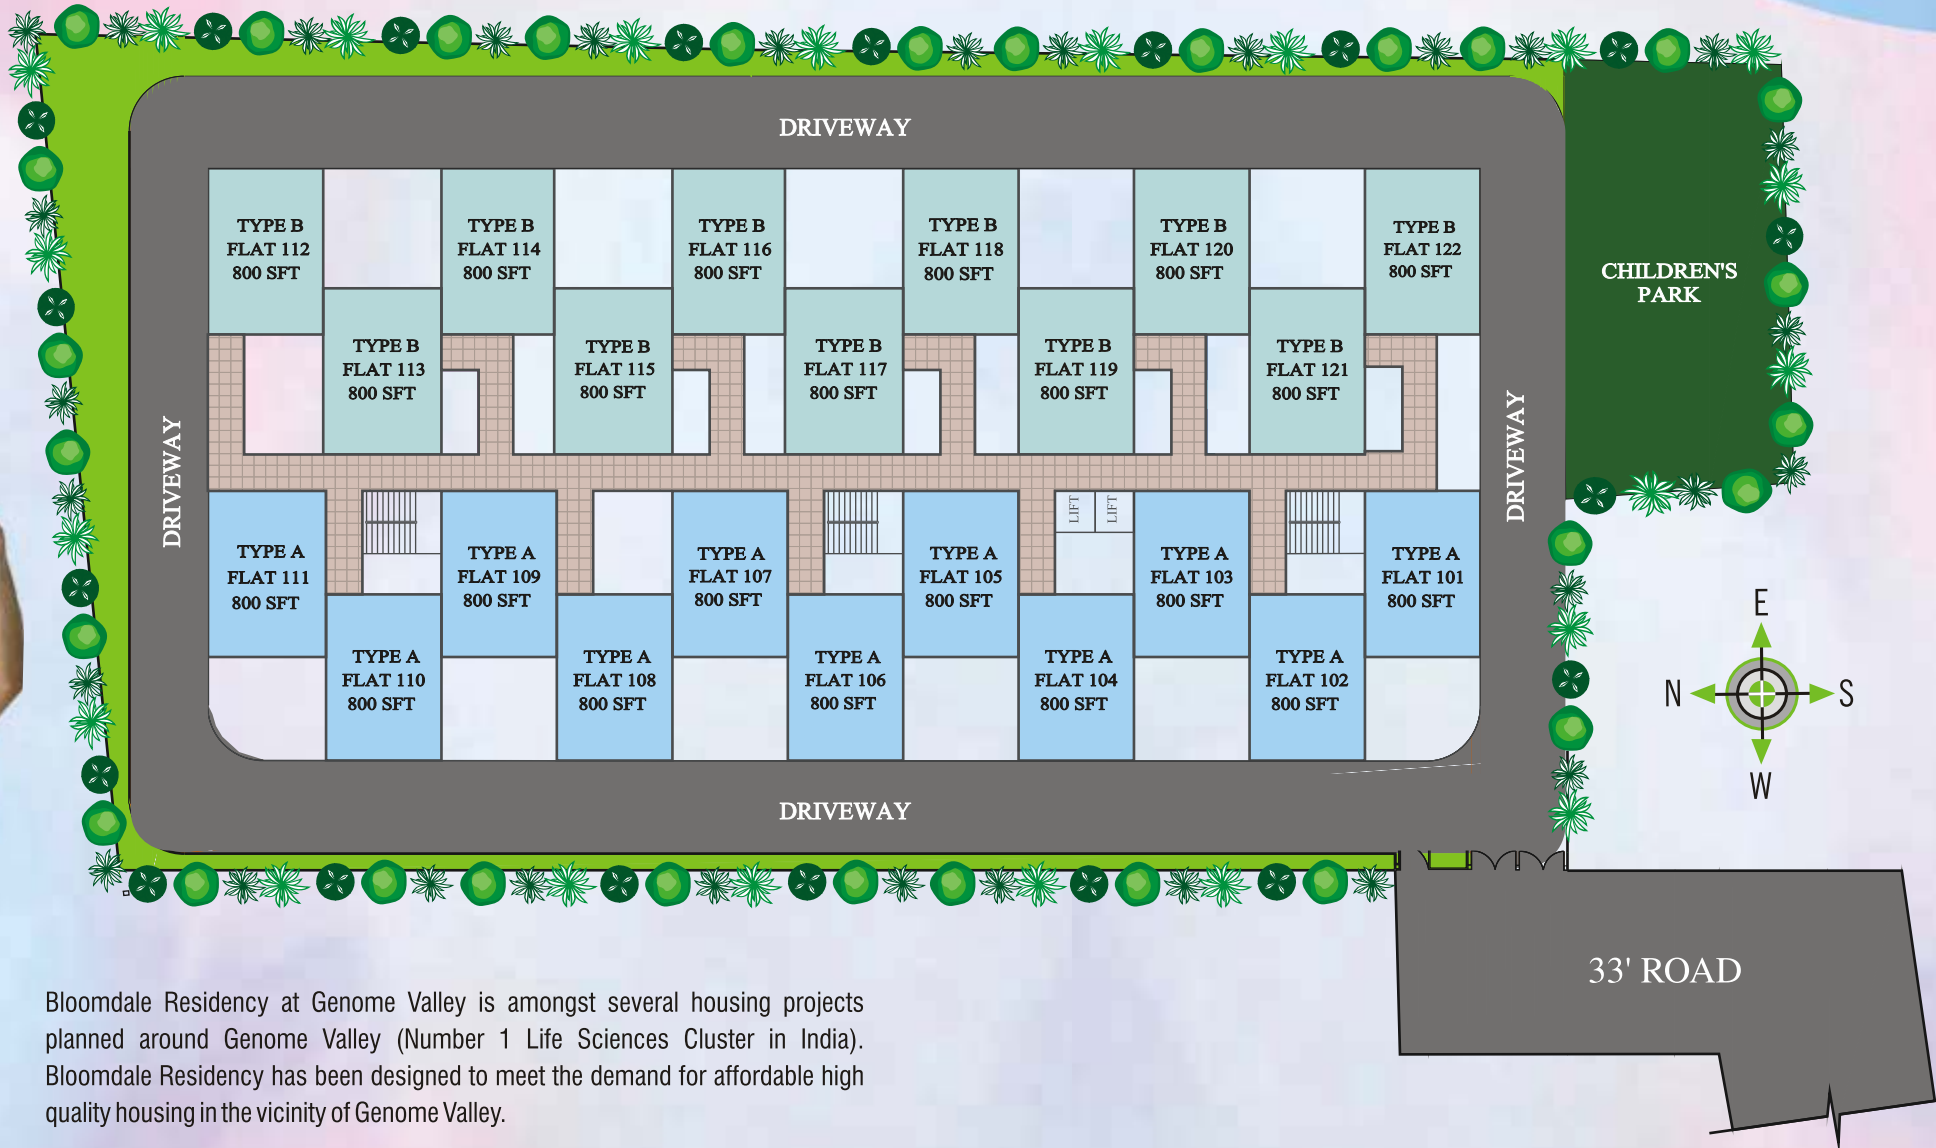 DRIVEWAY
TYPE B
FLAT 112
800 SFT
TYPE B
FLAT 114
800 SFT
TYPE B
FLAT 116
800 SFT
TYPE B
FLAT 118
800 SFT
TYPE B
FLAT 120
800 SFT
TYPE B
FLAT 122
800 SFT
CHILDREN'S
PARK
TYPE B
FLAT 113
800 SFT
TYPE B
FLAT 115
800 SFT
TYPE B
FLAT 117
800 SFT
TYPE B
FLAT 119
800 SFT
TYPE B
FLAT 121
800 SFT
DRIVEWAY
DRIVEWAY
LIFT
LIFT
TYPE A
FLAT 111
800 SFT
TYPE A
FLAT 109
800 SFT
TYPE A
FLAT 107
800 SFT
TYPE A
FLAT 105
800 SFT
TYPE A
FLAT 103
800 SFT
TYPE A
FLAT 101
800 SFT
TYPE A
FLAT 110
800 SFT
TYPE A
FLAT 108
800 SFT
TYPE A
FLAT 106
800 SFT
TYPE A
FLAT 104
800 SFT
TYPE A
FLAT 102
800 SFT
E
N
S
W
DRIVEWAY
33' ROAD
Bloomdale Residency at Genome Valley is amongst several housing projects
planned around Genome Valley (Number 1 Life Sciences Cluster in India).
Bloomdale Residency has been designed to meet the demand for affordable high
quality housing in the vicinity of Genome Valley.